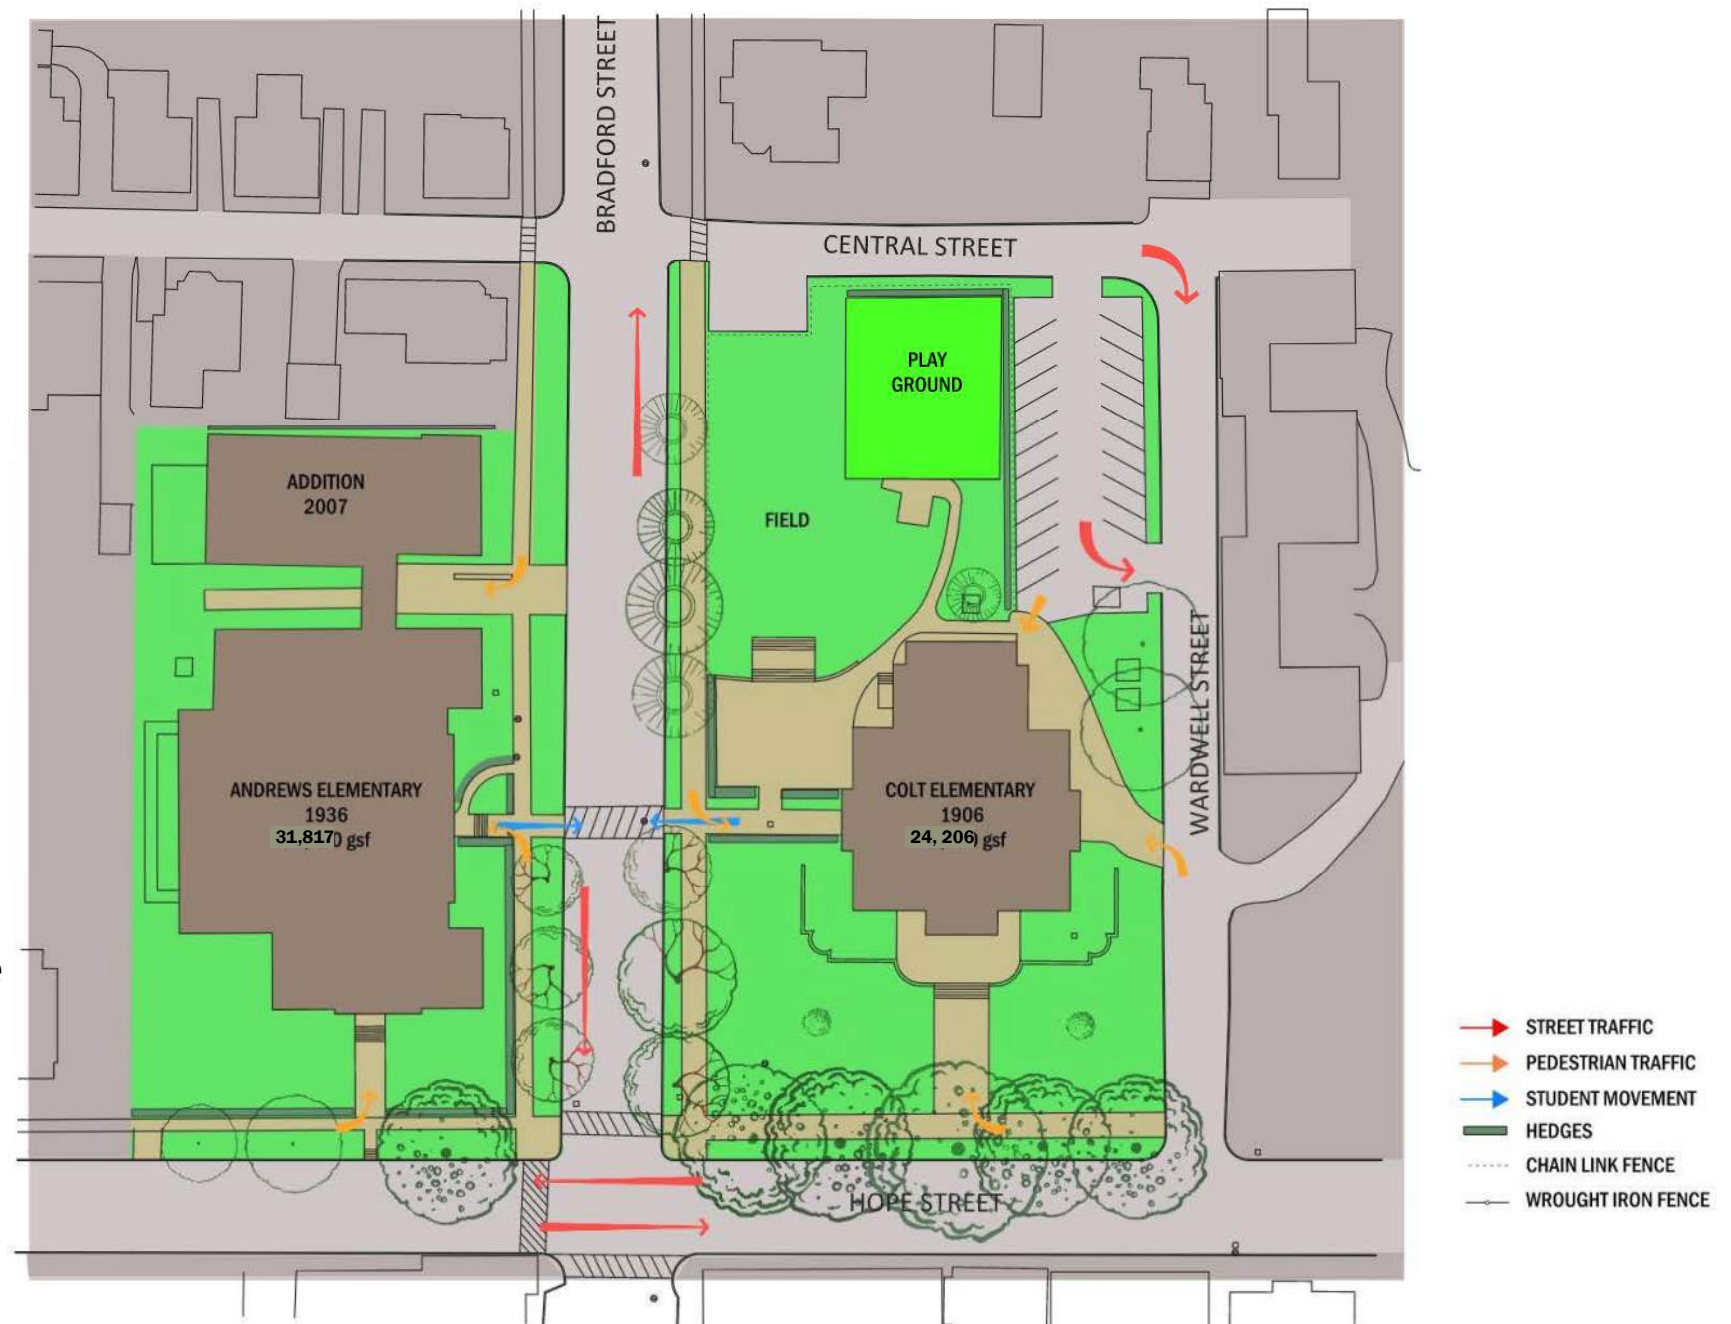 BRADFORD STREET
CENTRAL STREET
PLAY
GROUND
ADDITION
2007
FIELD
WARDWELL STREET
ANDREWS ELEMENTARY
1936
31,817 0 gsf
COLT ELEMENTARY
1906
24, 206 gsf
HOPE STREET
STREET TRAFFIC
PEDESTRIAN TRAFFIC
STUDENT MOVEMENT
HEDGES
CHAIN LINK FENCE
WROUGHT IRON FENCE